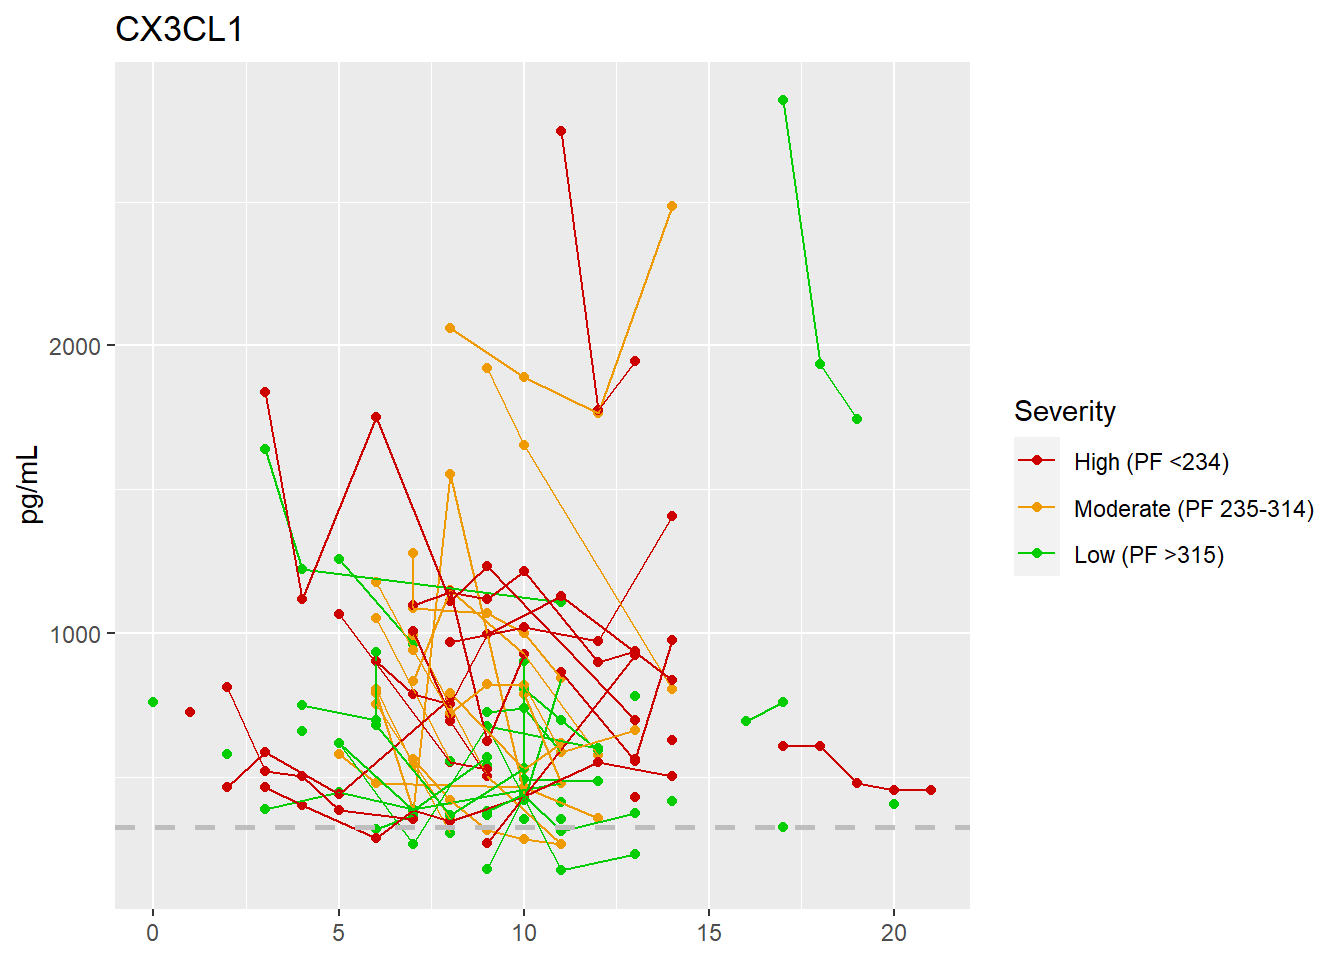 CX3CL1
pg/mL
2000
1000
0 5 10 15 20
Severity
High (PF <234)
Moderate (PF 235-314)
Low (PF >315)